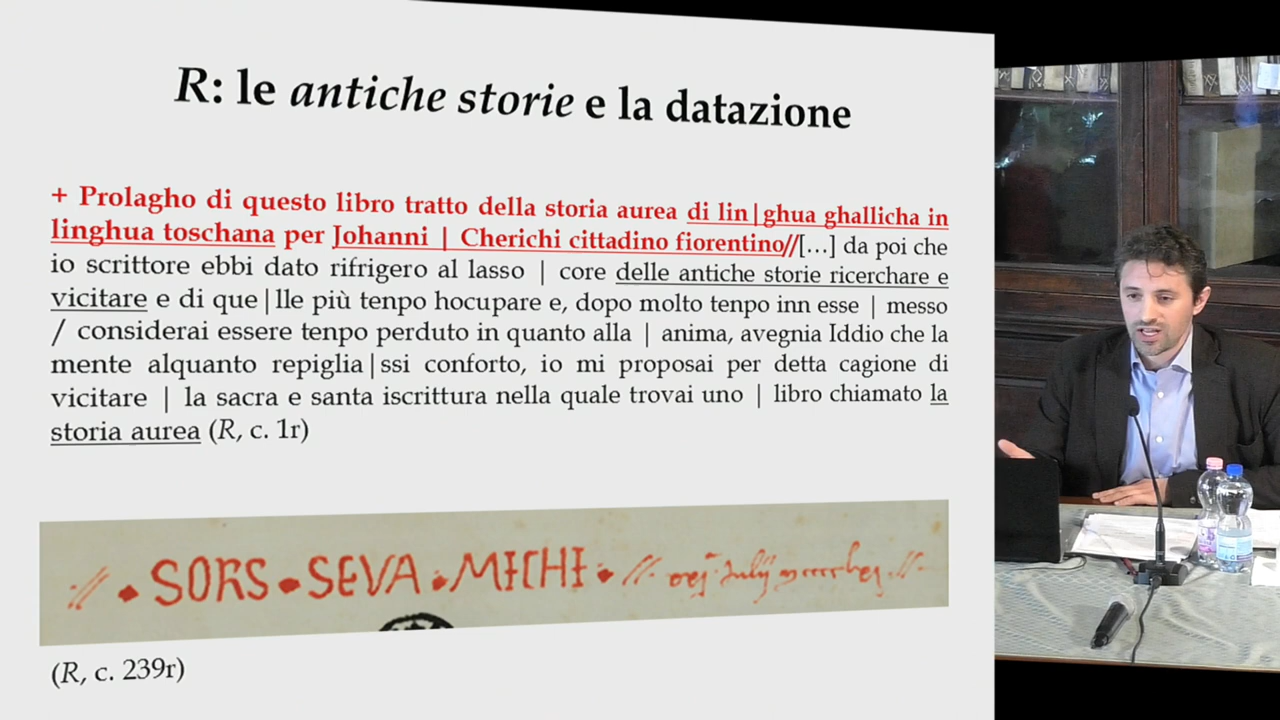 R: le antiche storie e la datazione
+ Prolagho di questo libro tratto della storia aurea di lin|ghua ghallicha in
linghua toschana per Johanni | Cherichi cittadino fiorentino//[...] da poi che
io scrittore ebbi dato rifrigero al lasso | core delle antiche storie ricerchare e
vicitare e di que|lle più tenpo hocupare e, dopo molto tenpo inn esse | messo
/ considerai essere tenpo perduto in quanto alla | anima, avegnia Iddio che la
mente alquanto repiglia|ssi conforto, io mi proposai per detta cagione di
vicitare | la sacra e santa iscrittura nella quale trovai uno | libro chiamato la
storia aurea (R, c. 1r)
// • SORS • SEVA • MICHI • //
(R, c. 239r)